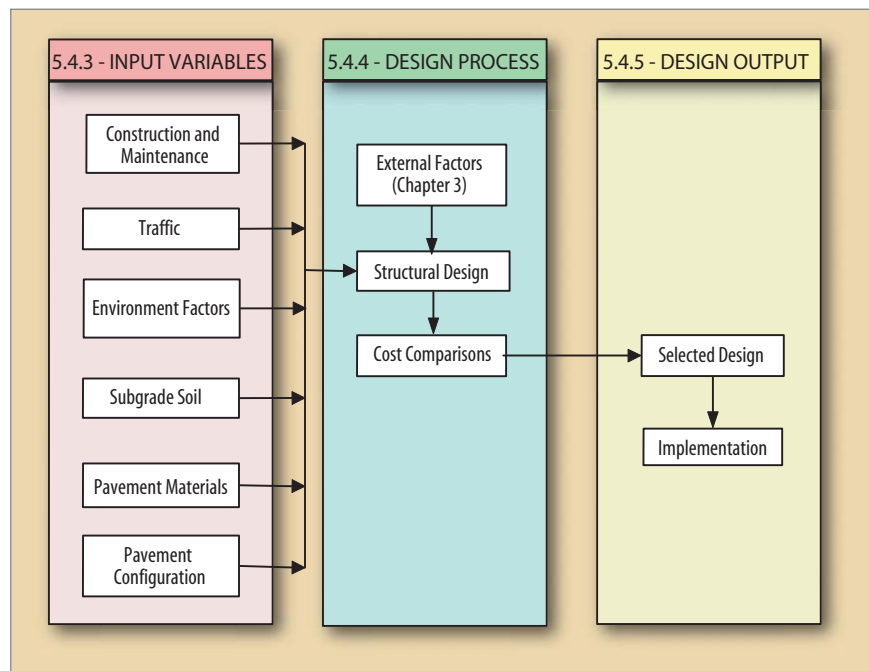 5.4.3 - INPUT VARIABLES
Construction and
Maintenance
Traffic
Environment Factors
Subgrade Soil
Pavement Materials
Pavement
Configuration
5.4.4 - DESIGN PROCESS
External Factors
(Chapter 3)
Structural Design
Cost Comparisons
5.4.5 - DESIGN OUTPUT
Selected Design
Implementation